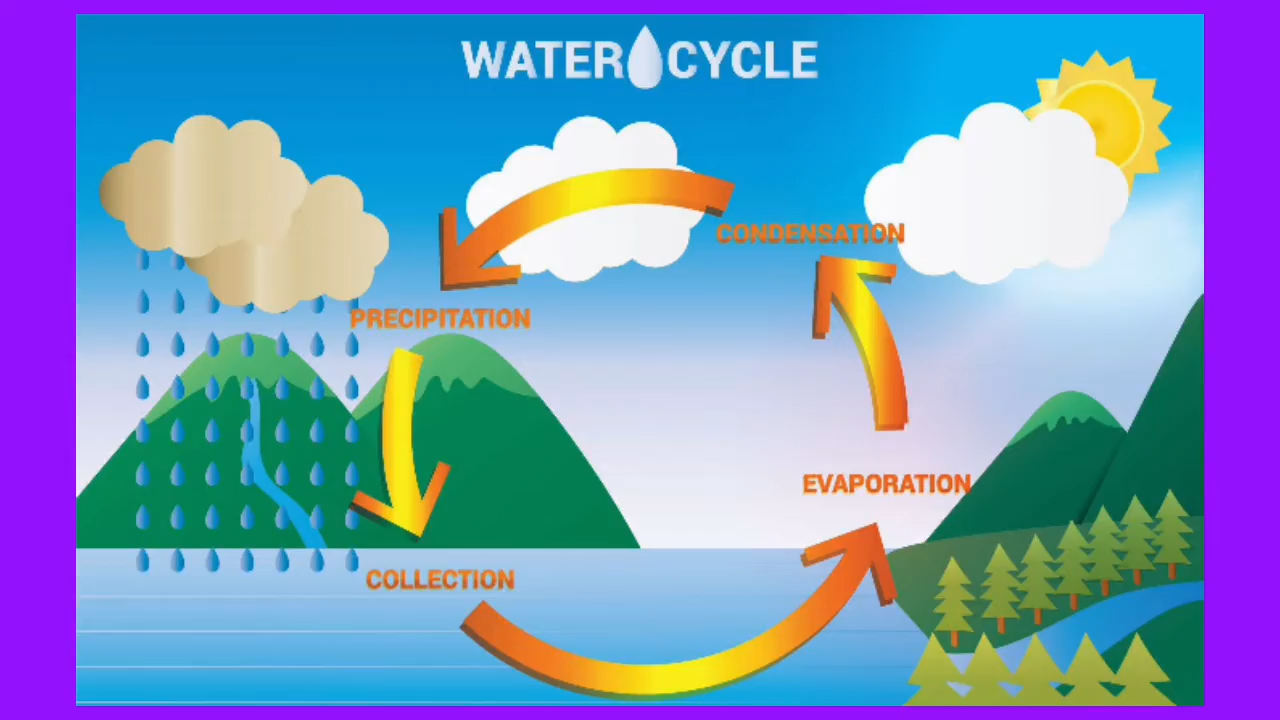 WATER CYCLE
CONDENSATION
PRECIPITATION
EVAPORATION
COLLECTION